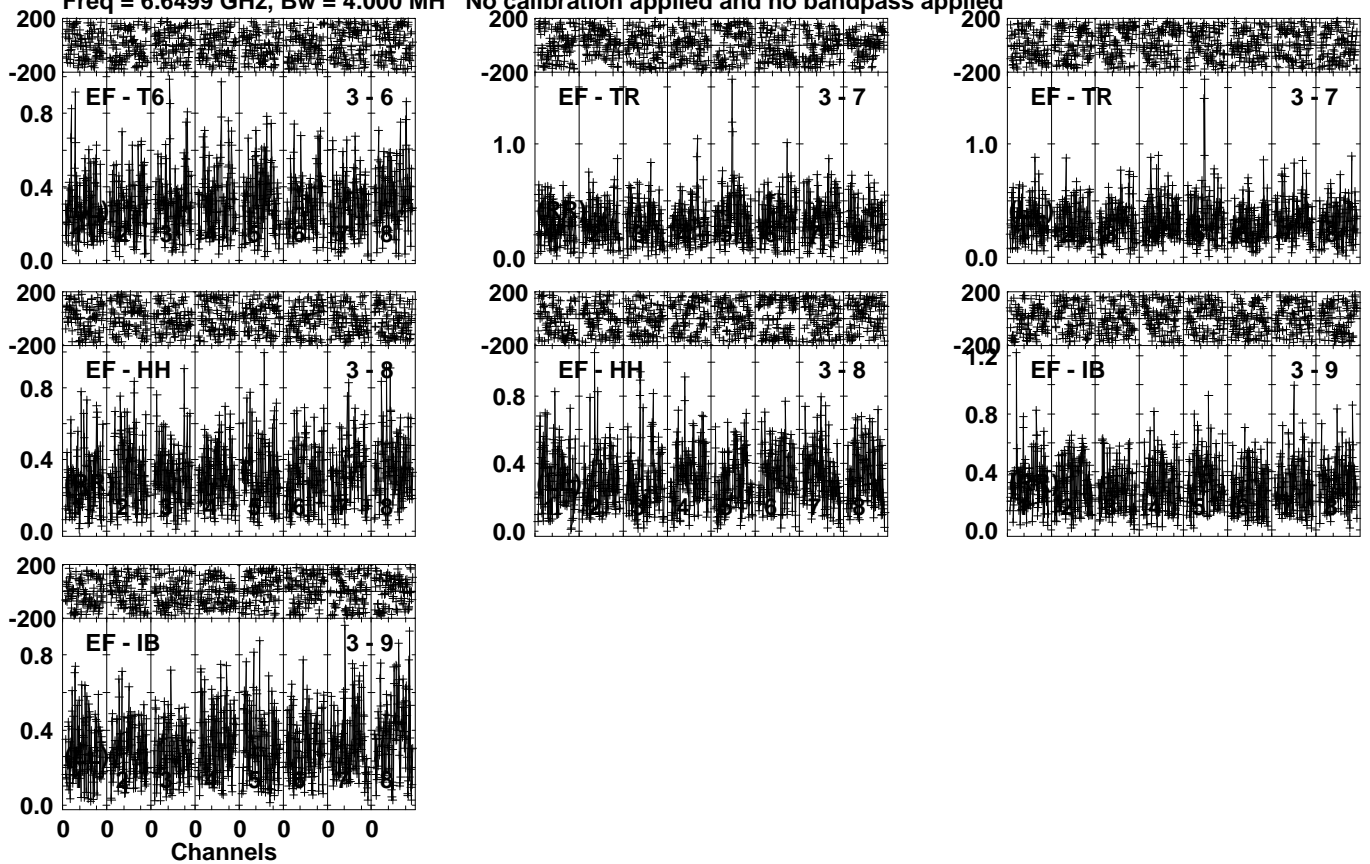 Freq = 6.6499 GHz, Bw = 4.000 MH No calibration applied and no bandpass applied
200 200 200
-200 -200 -200
EF - T6 3 - 6 EF - TR 3 - 7 EF - TR 3 - 7
0.8 1.0 1.0
0.4
0.0 0.0 0.0
200 200 200
-200 -200 -200
1.2
EF - HH 3 - 8 EF - HH 3 - 8 EF - IB 3 - 9
0.8 0.8 0.8
0.4 0.4 0.4
0.0 0.0 0.0
200
-200
EF - IB 3 - 9
0.8
0.4
0.0
0 0 0 0 0 0 0 0
Channels